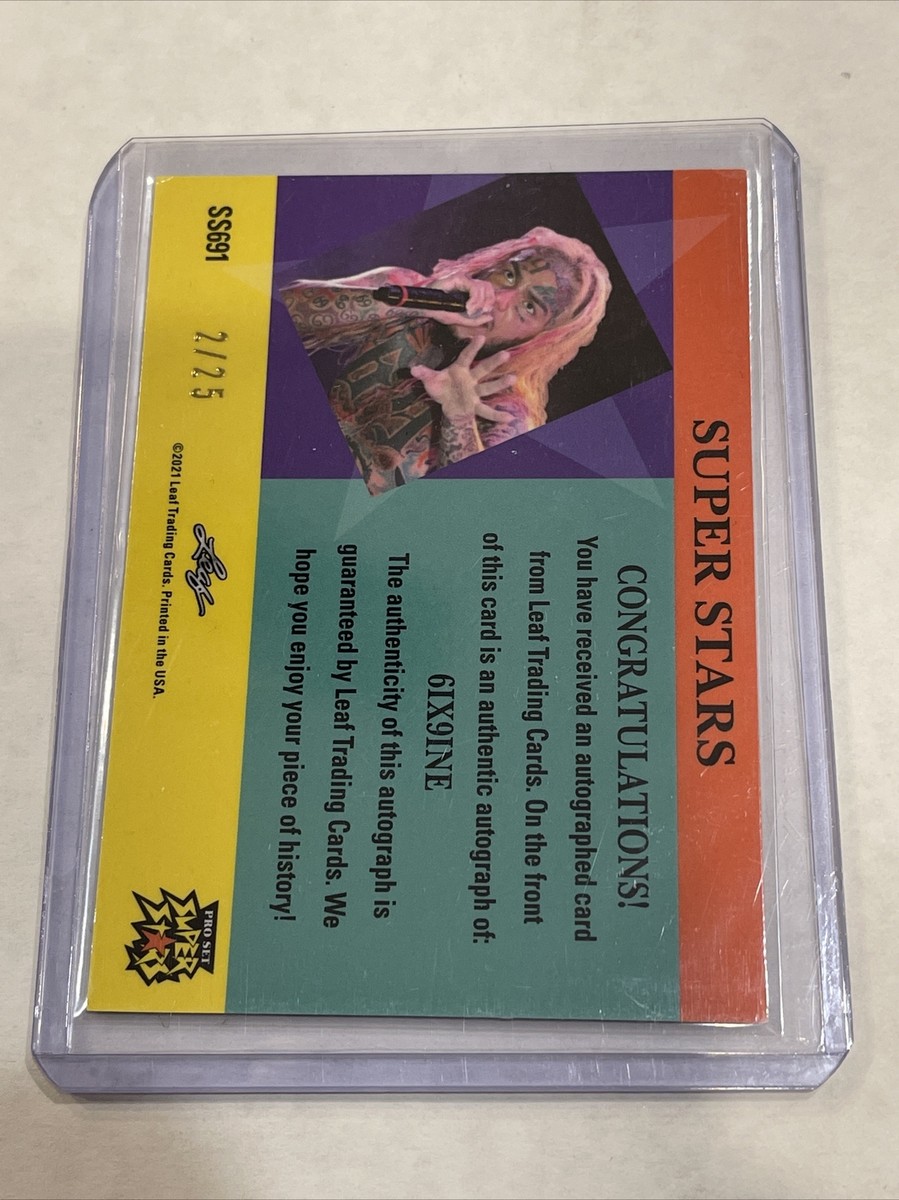 SUPER STARS
CONGRATULATIONS!
You have received an autographed card
from Leaf Trading Cards. On the front
of this card is an authentic autograph of:
6IX9INE
The authenticity of this autograph is
guaranteed by Leaf Trading Cards. We
hope you enjoy your piece of history!
SS691
2/25
Leaf
©2021 Leaf Trading Cards. Printed in the USA.
PRO SET
SUPER
STARS